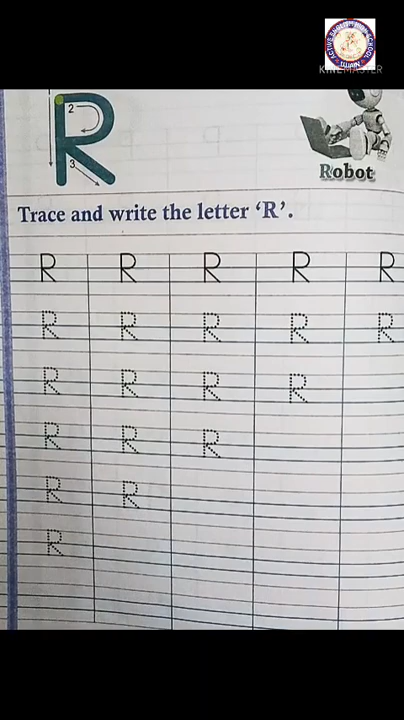 KINEMASTER
2
R
3
Robot
Trace and write the letter ‘R’.
R R R R R
R R R R R
R R R R
R R R
R R
R